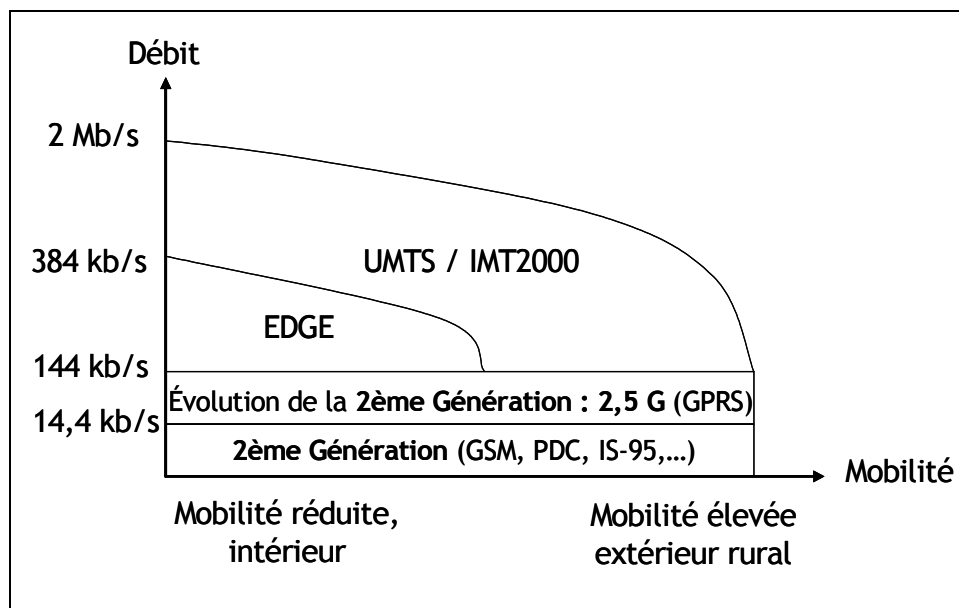 Débit
2 Mb/s
384 kb/s
UMTS / IMT2000
EDGE
144 kb/s
Évolution de la 2ème Génération : 2,5 G (GPRS)
14,4 kb/s
2ème Génération (GSM, PDC, IS-95,...)
Mobilité
Mobilité réduite,
intérieur
Mobilité élevée
extérieur rural